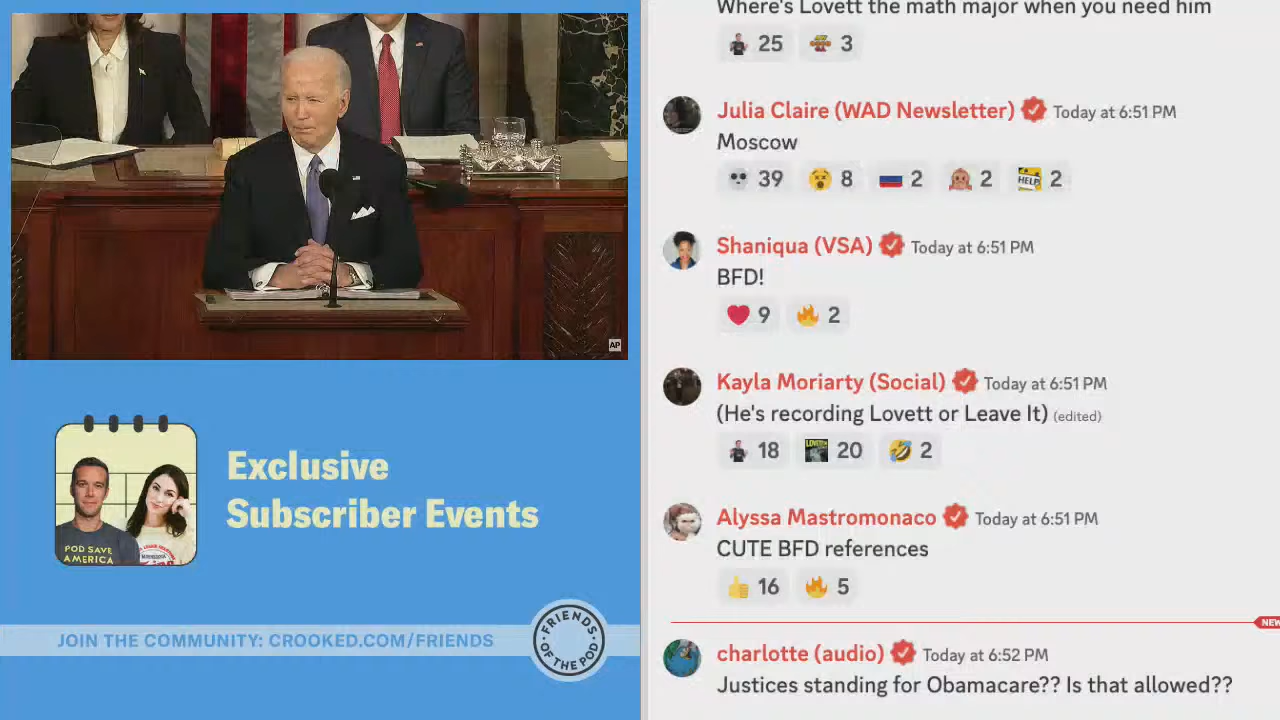 AP
POD SAVE
AMERICA
Exclusive
Subscriber Events
JOIN THE COMMUNITY: CROOKED.COM/FRIENDS
FRIENDS
OF THE POD
Where's Lovett the math major when you need him
25 3
Julia Claire (WAD Newsletter) Today at 6:51 PM
Moscow
39 8 2 2 HELP 2
Shaniqua (VSA) Today at 6:51 PM
BFD!
9 2
Kayla Moriarty (Social) Today at 6:51 PM
(He's recording Lovett or Leave It) (edited)
18 20 2
Alyssa Mastromonaco Today at 6:51 PM
CUTE BFD references
16 5
NEW
charlotte (audio) Today at 6:52 PM
Justices standing for Obamacare?? Is that allowed??